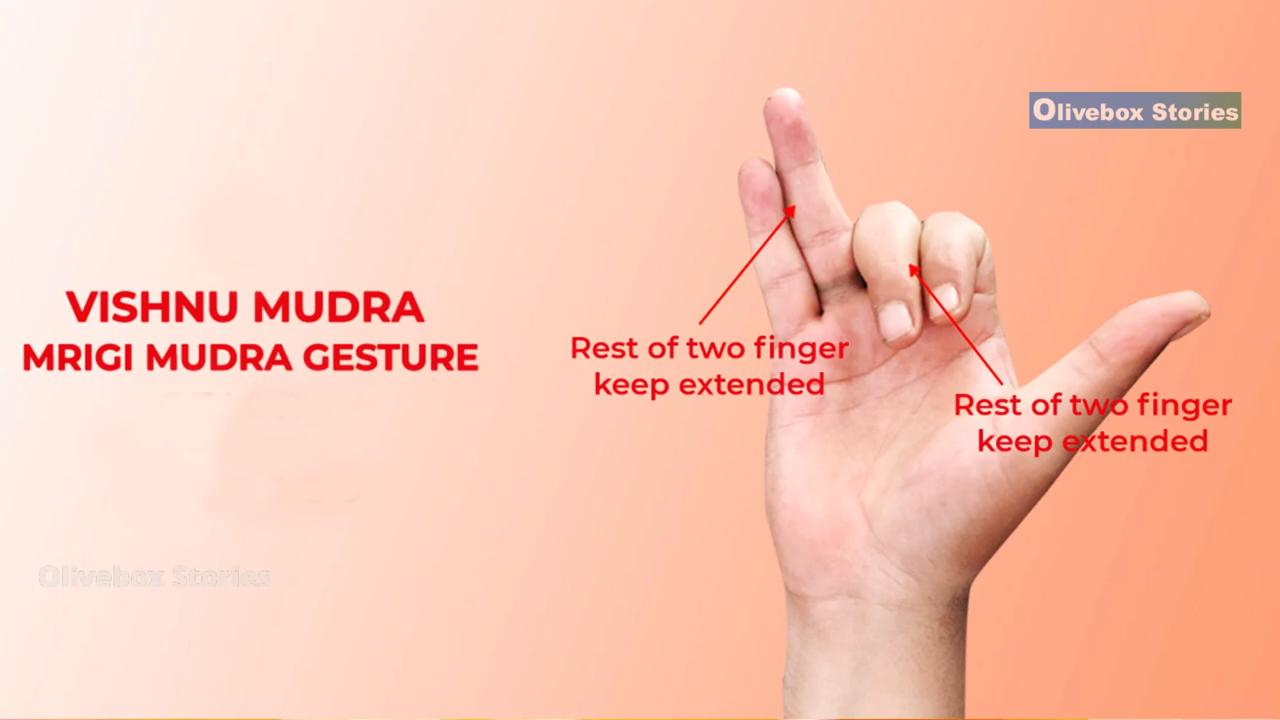 Olivebox Stories
VISHNU MUDRA
MRIGI MUDRA GESTURE
Rest of two finger
keep extended
Rest of two finger
keep extended
Olivebox Stories